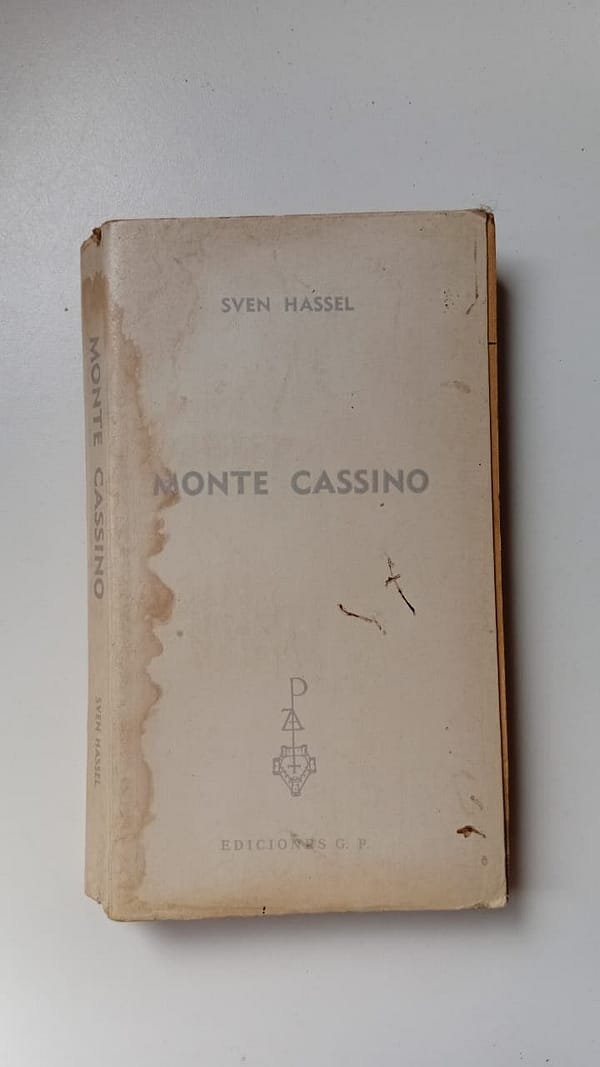 SVEN HASSEL
MONTE CASSINO
EDICIONES G. P.
MONTE CASSINO
SVEN HASSEL